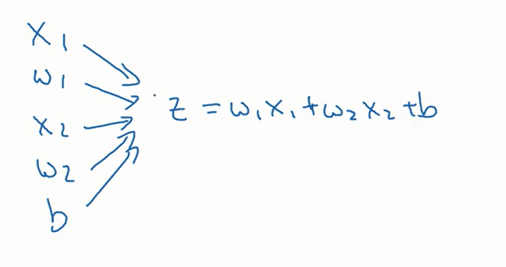 x₁
w₁
x₂
w₂
b
z = w₁x₁ + w₂x₂ + b